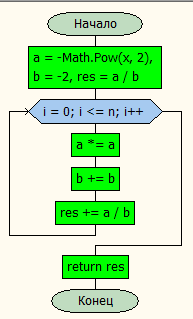 Начало
a = -Math.Pow(x, 2),
b = -2, res = a / b
i = 0; i <= n; i++
a *= a
b += b
res += a / b
return res
Конец